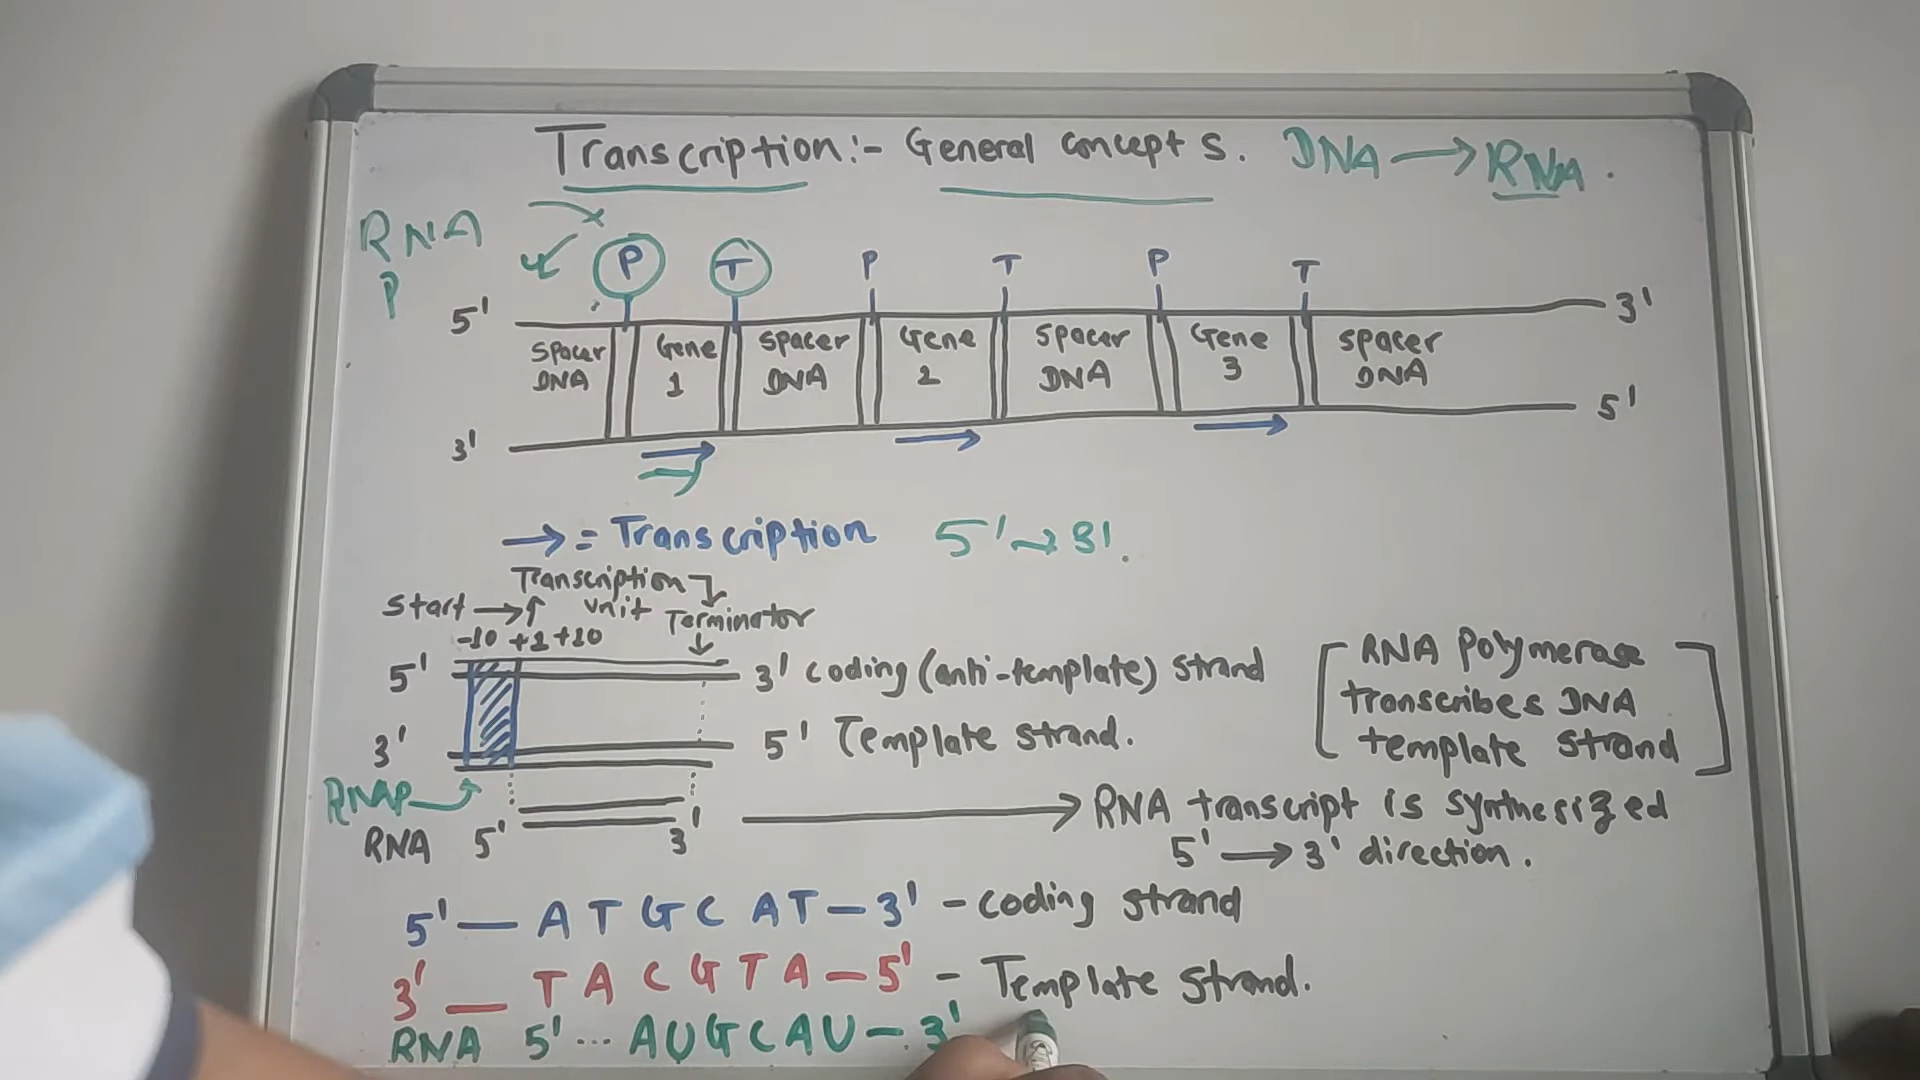 Transcription:- General concepts. DNA → RNA.
RNA P
P T P T P T
5' 3'
Spacer DNA Gene 1 Spacer DNA Gene 2 Spacer DNA Gene 3 Spacer DNA
3' 5'
→ = Transcription 5' → 3'.
Transcription unit
Start → Terminator
-10 +1 +10
5' 3' coding (anti-template) strand
3' 5' Template strand.
[RNA polymerase
transcribes DNA
template strand]
RNAP
RNA 5' 3' → RNA transcript is synthesized
5' → 3' direction.
5' — A T G C A T — 3' - coding strand
3' — T A C G T A — 5' - Template strand.
RNA 5' ... A U G C A U — 3'